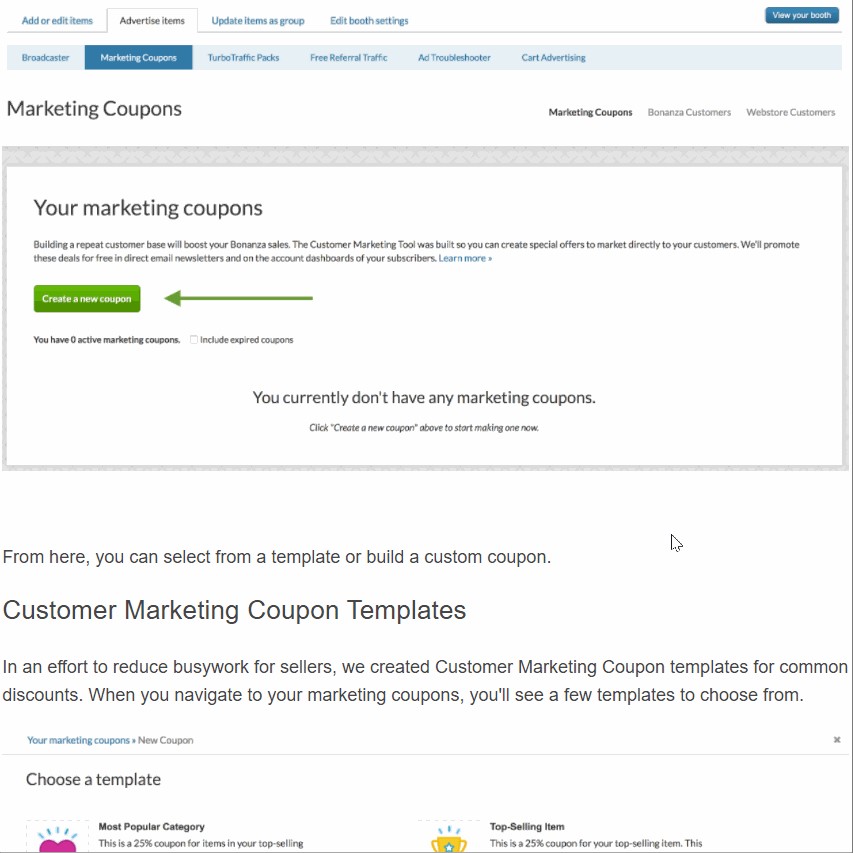 Add or edit items Advertise items Update items as group Edit booth settings View your booth
Broadcaster Marketing Coupons TurboTraffic Packs Free Referral Traffic Ad Troubleshooter Cart Advertising
Marketing Coupons Marketing Coupons Bonanza Customers Webstore Customers
Your marketing coupons
Building a repeat customer base will boost your Bonanza sales. The Customer Marketing Tool was built so you can create special offers to market directly to your customers. We'll promote
these deals for free in direct email newsletters and on the account dashboards of your subscribers. Learn more »
Create a new coupon
You have 0 active marketing coupons. Include expired coupons
You currently don't have any marketing coupons.
Click "Create a new coupon" above to start making one now.
From here, you can select from a template or build a custom coupon.
Customer Marketing Coupon Templates
In an effort to reduce busywork for sellers, we created Customer Marketing Coupon templates for common
discounts. When you navigate to your marketing coupons, you'll see a few templates to choose from.
Your marketing coupons » New Coupon
Choose a template
Most Popular Category Top-Selling Item
This is a 25% coupon for items in your top-selling This is a 25% coupon for your top-selling item. This